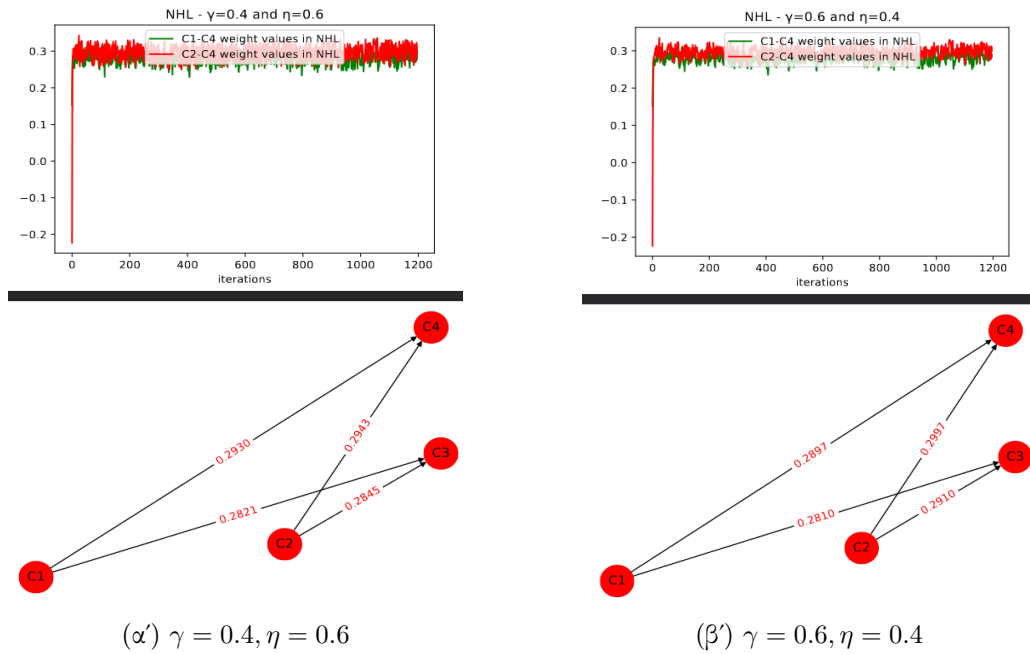 NHL - γ=0.4 and η=0.6
C1-C4 weight values in NHL
C2-C4 weight values in NHL
0.3
0.2
0.1
0.0
−0.1
−0.2
0 200 400 600 800 1000 1200
iterations
NHL - γ=0.6 and η=0.4
C1-C4 weight values in NHL
C2-C4 weight values in NHL
0.3
0.2
0.1
0.0
−0.1
−0.2
0 200 400 600 800 1000 1200
iterations
C4
0.2930
0.2943
C3
0.2821
0.2845
C2
C1
C4
0.2897
0.2997
C3
0.2810
0.2910
C2
C1
(α′) γ = 0.4, η = 0.6
(β′) γ = 0.6, η = 0.4